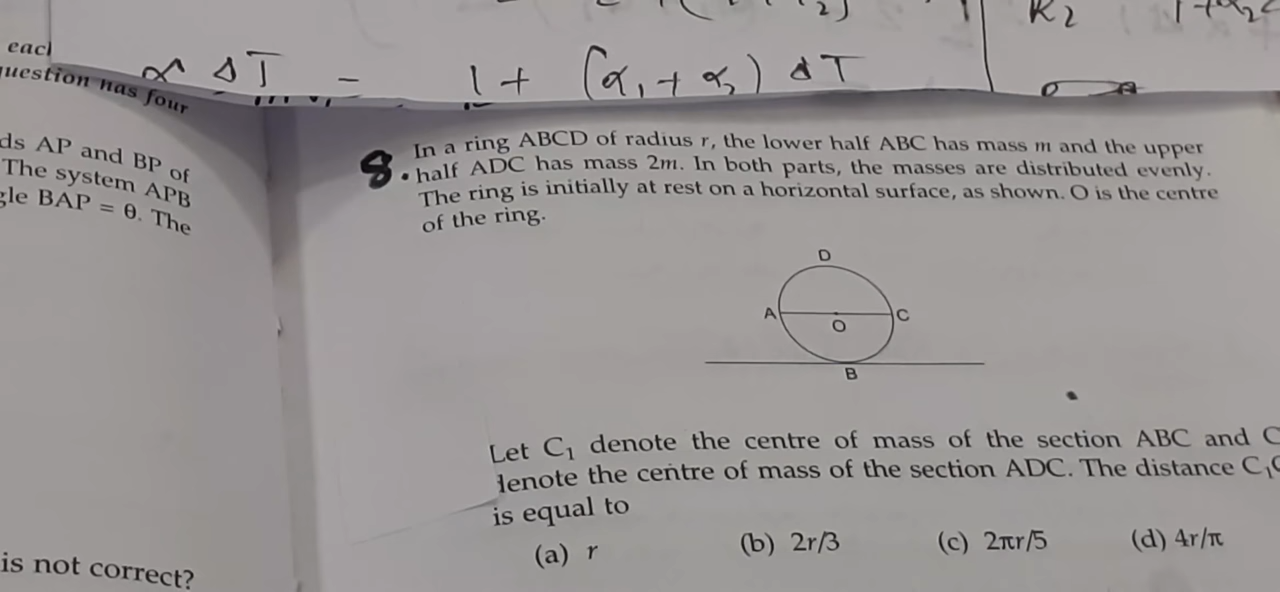 2)
K2
1+α2
α ΔT = 1 + (α1 + α2) ΔT
each
question has four
ds AP and BP of
The system APB
gle BAP = θ. The
is not correct?
8. In a ring ABCD of radius r, the lower half ABC has mass m and the upper
half ADC has mass 2m. In both parts, the masses are distributed evenly.
The ring is initially at rest on a horizontal surface, as shown. O is the centre
of the ring.
D
A
O
C
B
Let C1 denote the centre of mass of the section ABC and C
denote the centre of mass of the section ADC. The distance C1C
is equal to
(a) r (b) 2r/3 (c) 2πr/5 (d) 4r/π